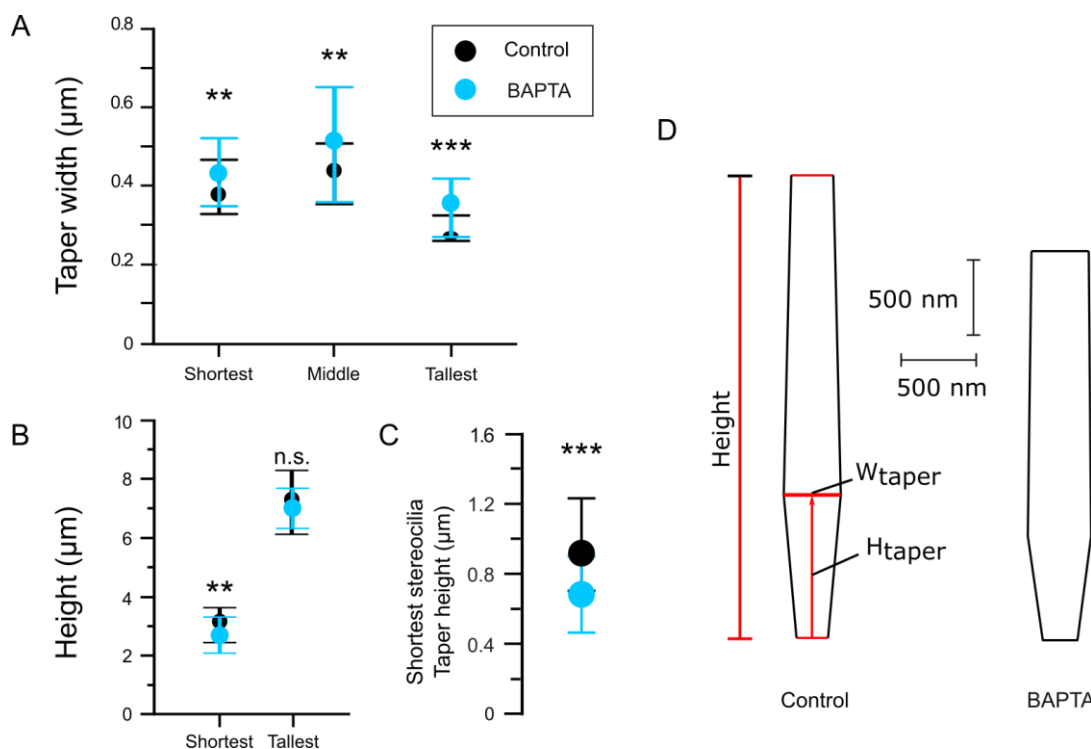 A
Taper width (μm)
0.8
0.6
0.4
0.2
0
**
**
***
Control
BAPTA
Shortest
Middle
Tallest
B
Height (μm)
10
8
6
4
2
0
**
n.s.
Shortest
Tallest
C
Shortest stereocilia
Taper height (μm)
1.6
1.2
0.8
0.4
0
***
D
Height
500 nm
500 nm
Wtaper
Htaper
Control
BAPTA